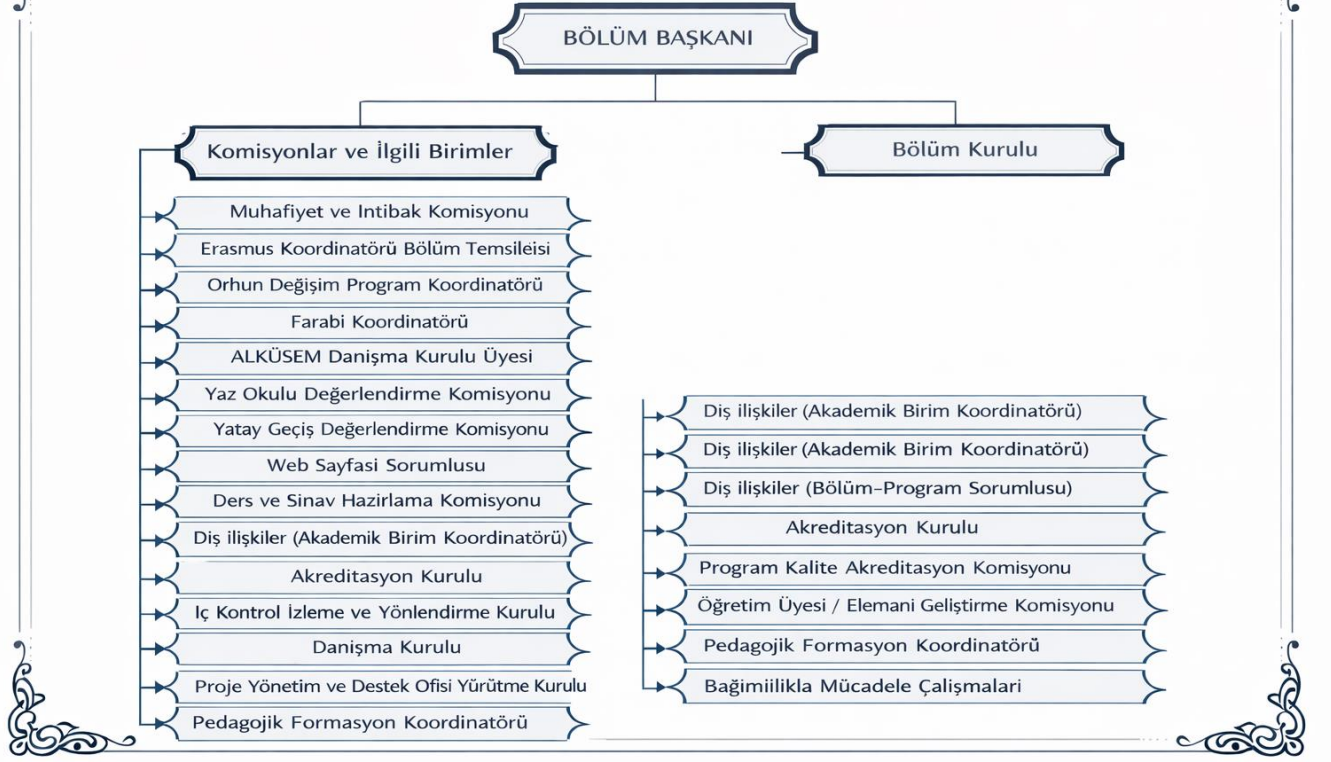 BÖLÜM BAŞKANI
Komisyonlar ve İlgili Birimler
Bölüm Kurulu
Muhafiyet ve Intibak Komisyonu
Erasmus Koordinatörü Bölüm Temsileisi
Orhun Değişim Program Koordinatörü
Farabi Koordinatörü
ALKÜSEM Danişma Kurulu Üyesi
Yaz Okulu Değerlendirme Komisyonu
Yatay Geçiş Değerlendirme Komisyonu
Web Sayfasi Sorumlusu
Ders ve Sinav Hazirlama Komisyonu
Diş ilişkiler (Akademik Birim Koordinatörü)
Akreditasyon Kurulu
Iç Kontrol İzleme ve Yönlendirme Kurulu
Danişma Kurulu
Proje Yönetim ve Destek Ofisi Yürütme Kurulu
Pedagojik Formasyon Koordinatörü
Diş ilişkiler (Akademik Birim Koordinatörü)
Diş ilişkiler (Akademik Birim Koordinatörü)
Diş ilişkiler (Bölüm-Program Sorumlusu)
Akreditasyon Kurulu
Program Kalite Akreditasyon Komisyonu
Öğretim Üyesi / Elemani Geliştirme Komisyonu
Pedagojik Formasyon Koordinatörü
Bağimiilikla Mücadele Çalişmalari